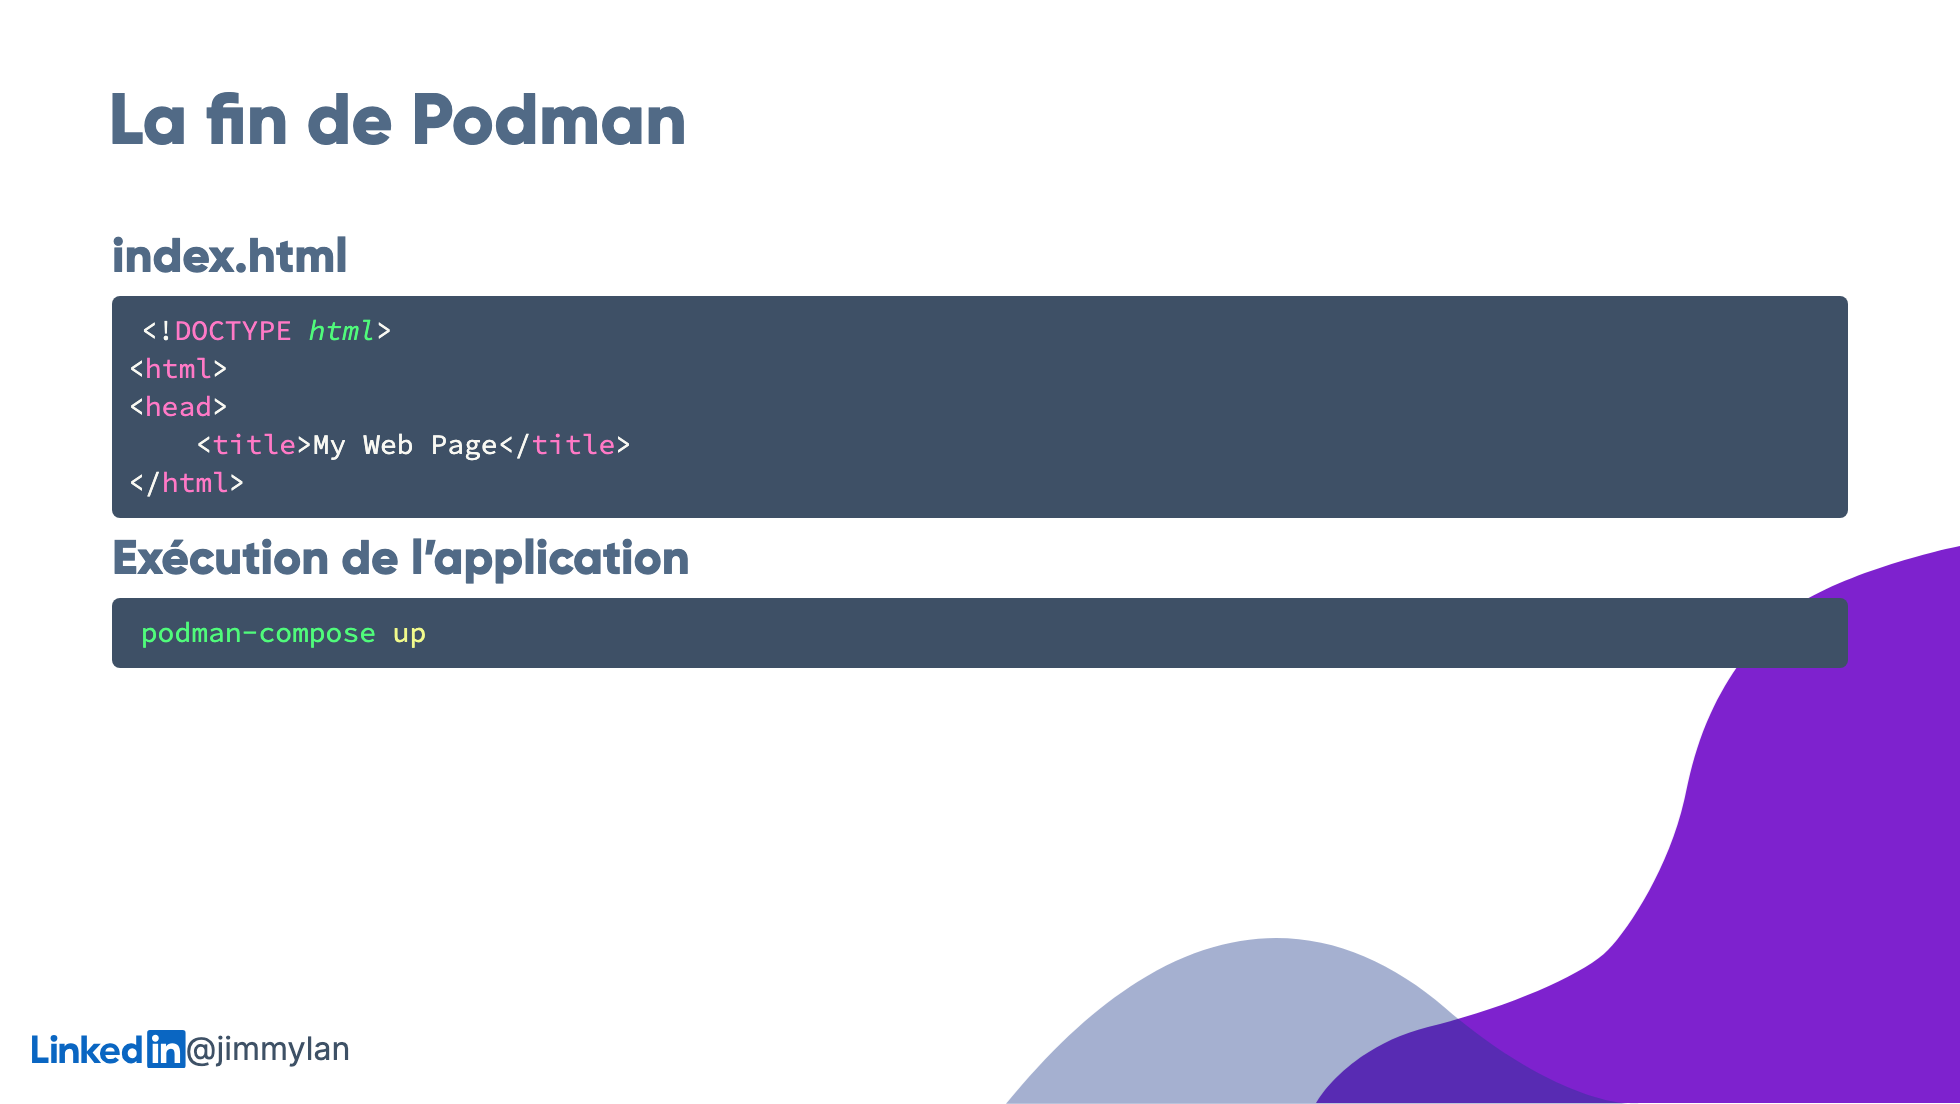 La fin de Podman
index.html
<!DOCTYPE html>
<html>
<head>
    <title>My Web Page</title>
</html>
Exécution de l’application
podman-compose up
Linkedin@jimmylan